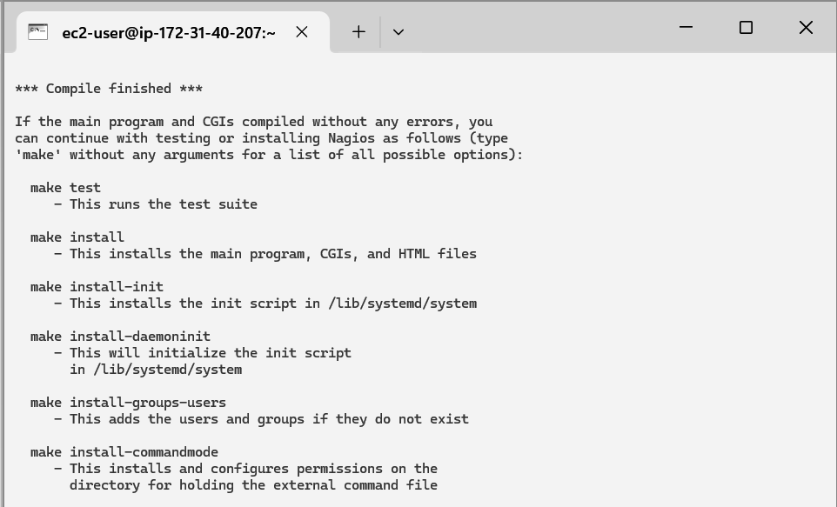 ec2-user@ip-172-31-40-207:~
*** Compile finished ***
If the main program and CGIs compiled without any errors, you
can continue with testing or installing Nagios as follows (type
'make' without any arguments for a list of all possible options):
make test
- This runs the test suite
make install
- This installs the main program, CGIs, and HTML files
make install-init
- This installs the init script in /lib/systemd/system
make install-daemoninit
- This will initialize the init script
in /lib/systemd/system
make install-groups-users
- This adds the users and groups if they do not exist
make install-commandmode
- This installs and configures permissions on the
directory for holding the external command file